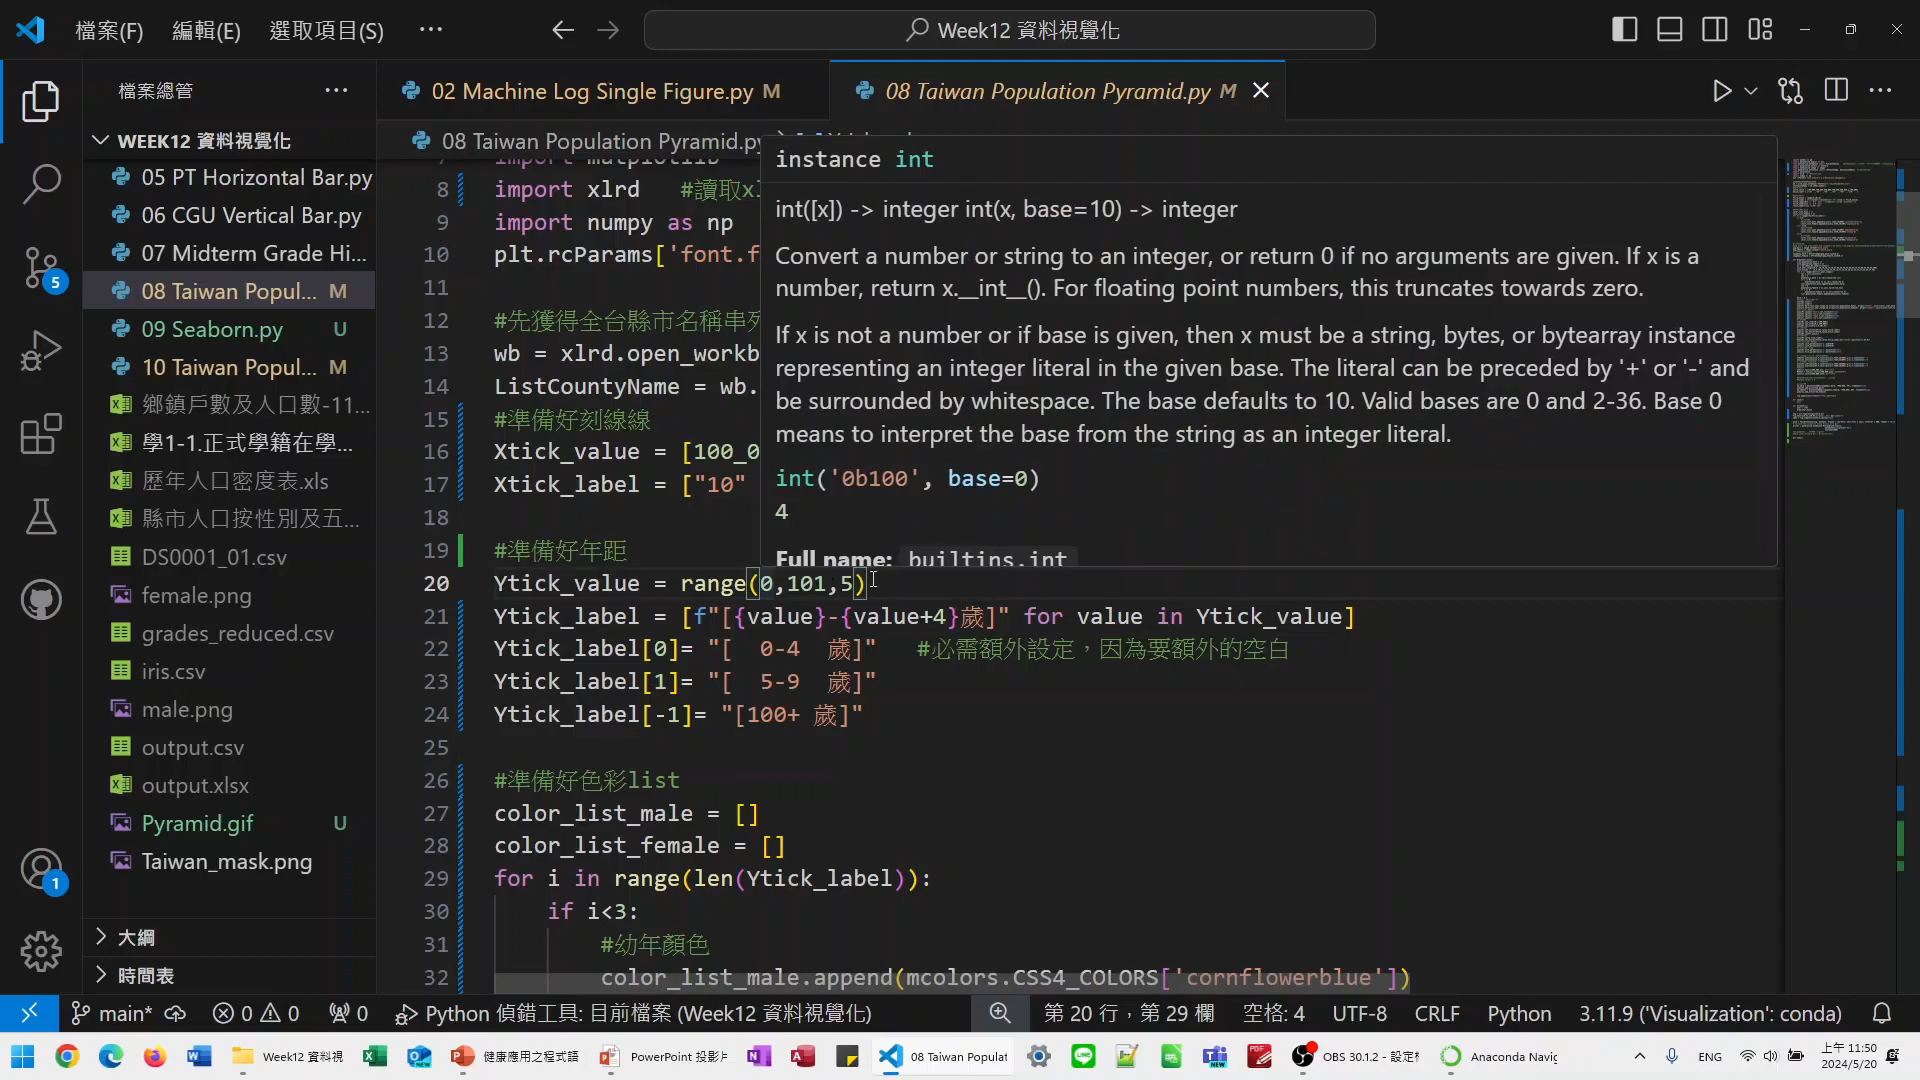 檔案(F) 編輯(E) 選取項目(S) ··· Week12 資料視覺化
檔案總管 ···
02 Machine Log Single Figure.py M
08 Taiwan Population Pyramid.py M
WEEK12 資料視覺化
05 PT Horizontal Bar.py
06 CGU Vertical Bar.py
07 Midterm Grade Hi...
08 Taiwan Popul... M
09 Seaborn.py U
10 Taiwan Popul... M
鄉鎮戶數及人口數-11...
學1-1.正式學籍在學...
歷年人口密度表.xls
縣市人口按性別及五...
DS0001_01.csv
female.png
grades_reduced.csv
iris.csv
male.png
output.csv
output.xlsx
Pyramid.gif U
Taiwan_mask.png
大綱
時間表
5
1
08 Taiwan Population Pyramid.py
8 import xlrd #讀取
9 import numpy as np
10 plt.rcParams['font.f
11
12 #先獲得全台縣市名稱串列
13 wb = xlrd.open_workb
14 ListCountyName = wb.
15 #準備好刻線線
16 Xtick_value = [100_0
17 Xtick_label = ["10"
18
19 #準備好年距
20 Ytick_value = range(0,101,5)
21 Ytick_label = [f"[{value}-{value+4}歲]" for value in Ytick_value]
22 Ytick_label[0]= "[  0-4  歲]"   #必需額外設定，因為要額外的空白
23 Ytick_label[1]= "[  5-9  歲]"
24 Ytick_label[-1]= "[100+ 歲]"
25
26 #準備好色彩list
27 color_list_male = []
28 color_list_female = []
29 for i in range(len(Ytick_label)):
30 if i<3:
31 #幼年顏色
32 color_list_male.append(mcolors.CSS4_COLORS['cornflowerblue'])
instance int
int([x]) -> integer int(x, base=10) -> integer
Convert a number or string to an integer, or return 0 if no arguments are given. If x is a
number, return x.__int__(). For floating point numbers, this truncates towards zero.
If x is not a number or if base is given, then x must be a string, bytes, or bytearray instance
representing an integer literal in the given base. The literal can be preceded by '+' or '-' and
be surrounded by whitespace. The base defaults to 10. Valid bases are 0 and 2-36. Base 0
means to interpret the base from the string as an integer literal.
int('0b100', base=0)
4
Full name: builtins.int
main* 0 0 0 Python 偵錯工具: 目前檔案 (Week12 資料視覺化) 第 20 行，第 29 欄 空格: 4 UTF-8 CRLF Python 3.11.9 ('Visualization': conda)
Week12 資料視 健康應用之程式語 PowerPoint 投影片 08 Taiwan Populat OBS 30.1.2 - 設定 Anaconda Navig ENG 上午 11:50
2024/5/20